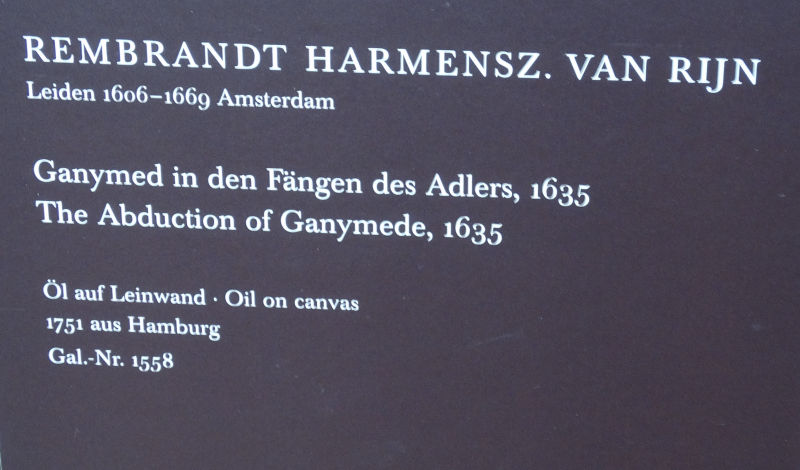 REMBRANDT HARMENSZ. VAN RIJN
Leiden 1606–1669 Amsterdam
Ganymed in den Fängen des Adlers, 1635
The Abduction of Ganymede, 1635
Öl auf Leinwand · Oil on canvas
1751 aus Hamburg
Gal.-Nr. 1558